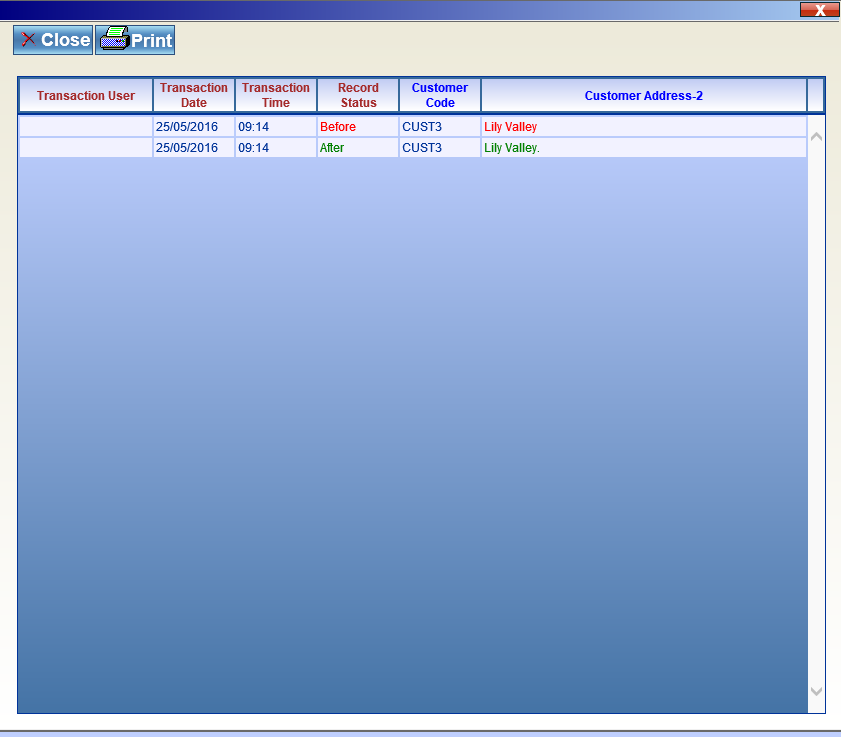 X
Close Print
Transaction User Transaction Date Transaction Time Record Status Customer Code Customer Address-2
25/05/2016 09:14 Before CUST3 Lily Valley
25/05/2016 09:14 After CUST3 Lily Valley.